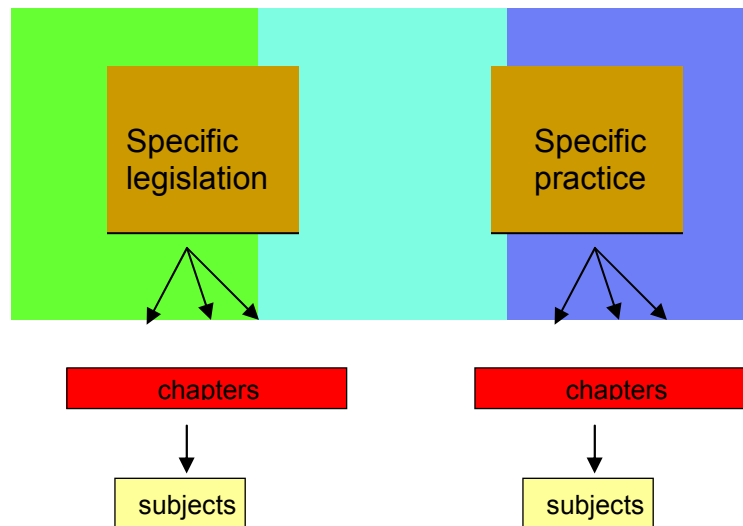 Specific
legislation
Specific
practice
chapters
chapters
subjects
subjects